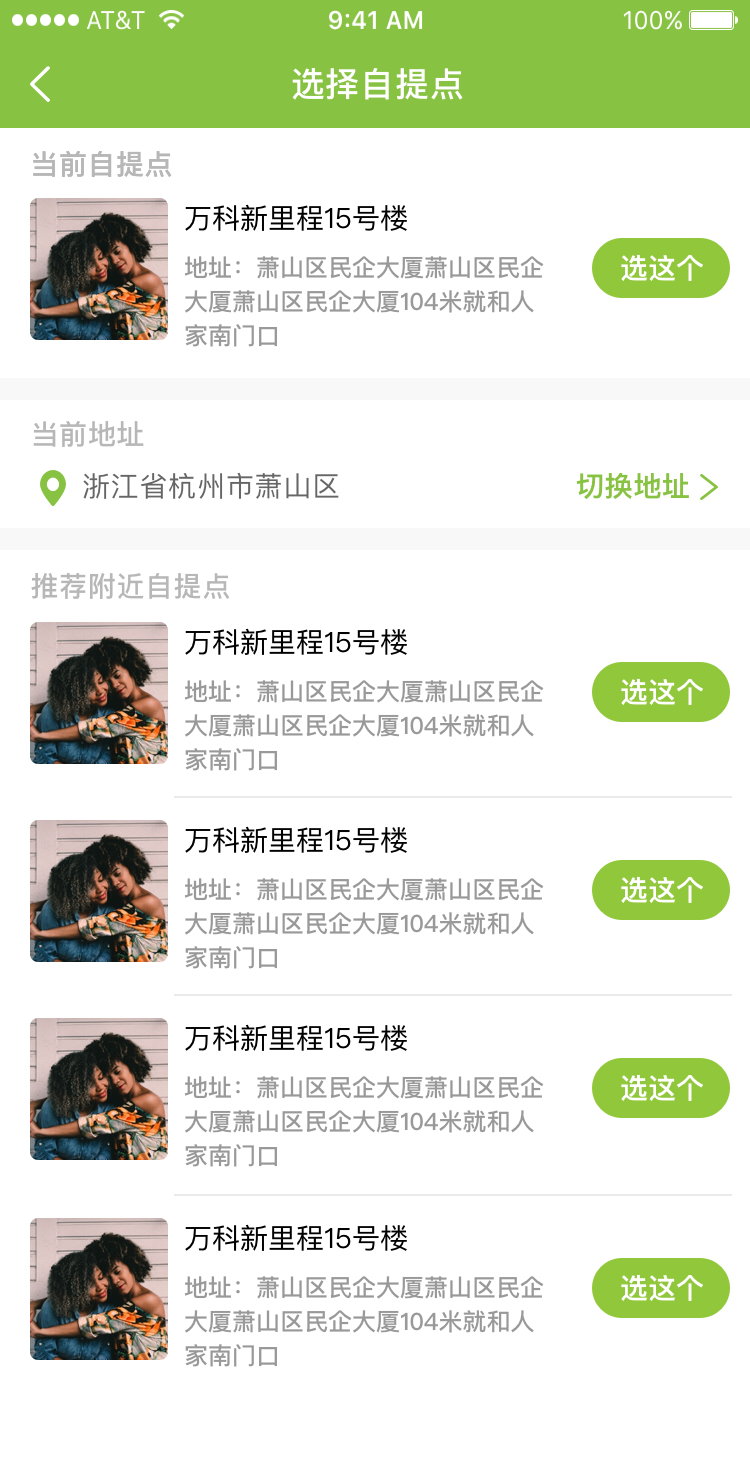 AT&T 9:41 AM 100%
选择自提点
当前自提点
万科新里程15号楼
地址：萧山区民企大厦萧山区民企
大厦萧山区民企大厦104米就和人
家南门口
选这个
当前地址
浙江省杭州市萧山区 切换地址
推荐附近自提点
万科新里程15号楼
地址：萧山区民企大厦萧山区民企
大厦萧山区民企大厦104米就和人
家南门口
选这个
万科新里程15号楼
地址：萧山区民企大厦萧山区民企
大厦萧山区民企大厦104米就和人
家南门口
选这个
万科新里程15号楼
地址：萧山区民企大厦萧山区民企
大厦萧山区民企大厦104米就和人
家南门口
选这个
万科新里程15号楼
地址：萧山区民企大厦萧山区民企
大厦萧山区民企大厦104米就和人
家南门口
选这个